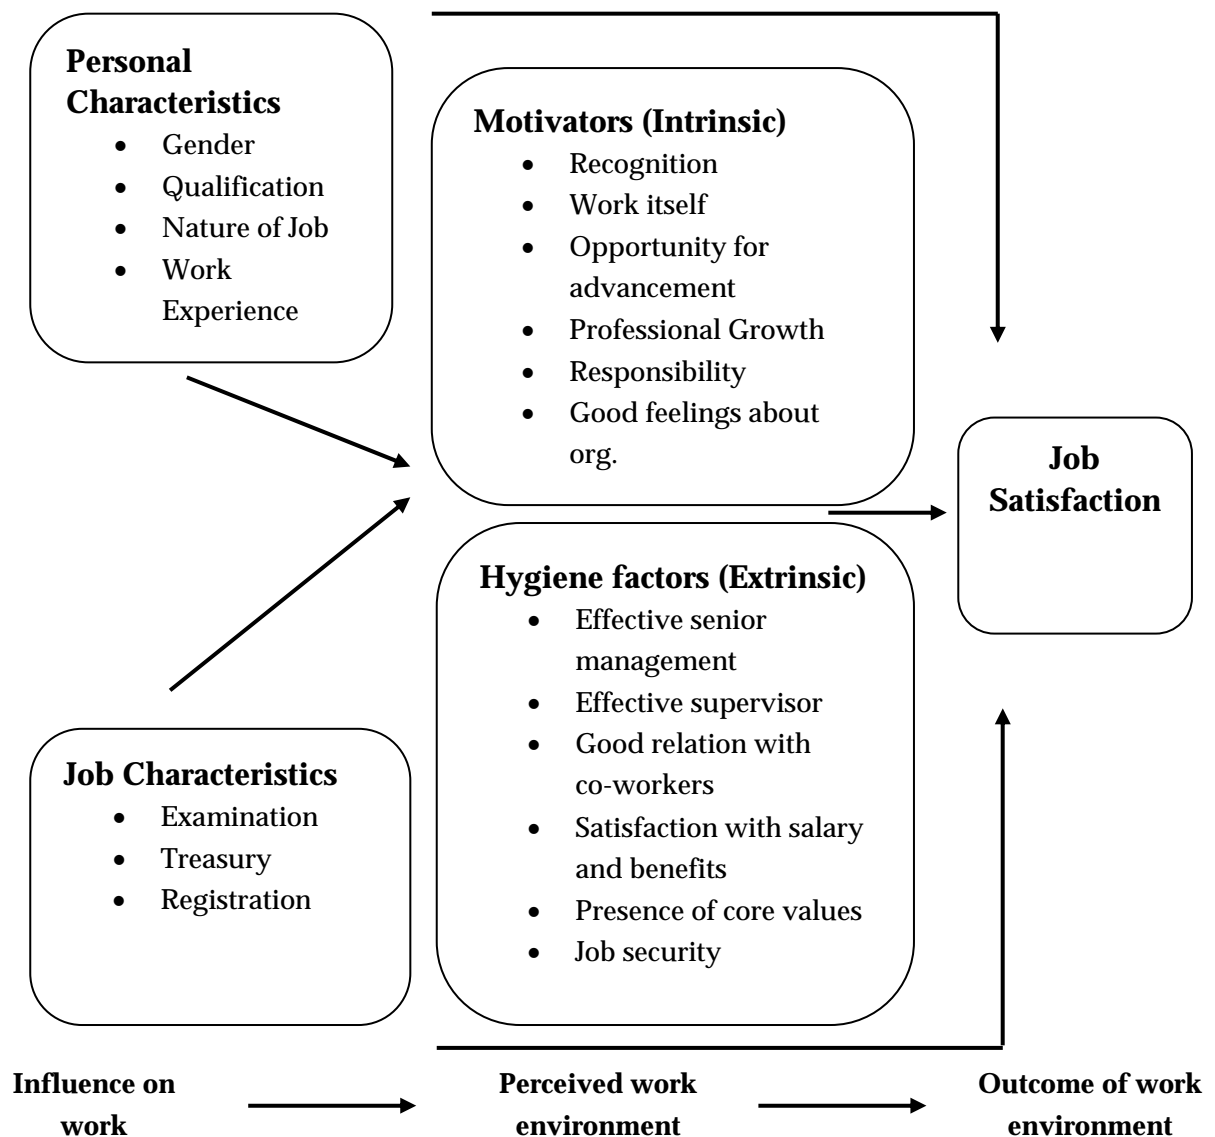 Personal
Characteristics
• Gender
• Qualification
• Nature of Job
• Work
Experience
Motivators (Intrinsic)
• Recognition
• Work itself
• Opportunity for
advancement
• Professional Growth
• Responsibility
• Good feelings about
org.
Job
Satisfaction
Hygiene factors (Extrinsic)
• Effective senior
management
• Effective supervisor
• Good relation with
co-workers
• Satisfaction with salary
and benefits
• Presence of core values
• Job security
Job Characteristics
• Examination
• Treasury
• Registration
Influence on
work
Perceived work
environment
Outcome of work
environment